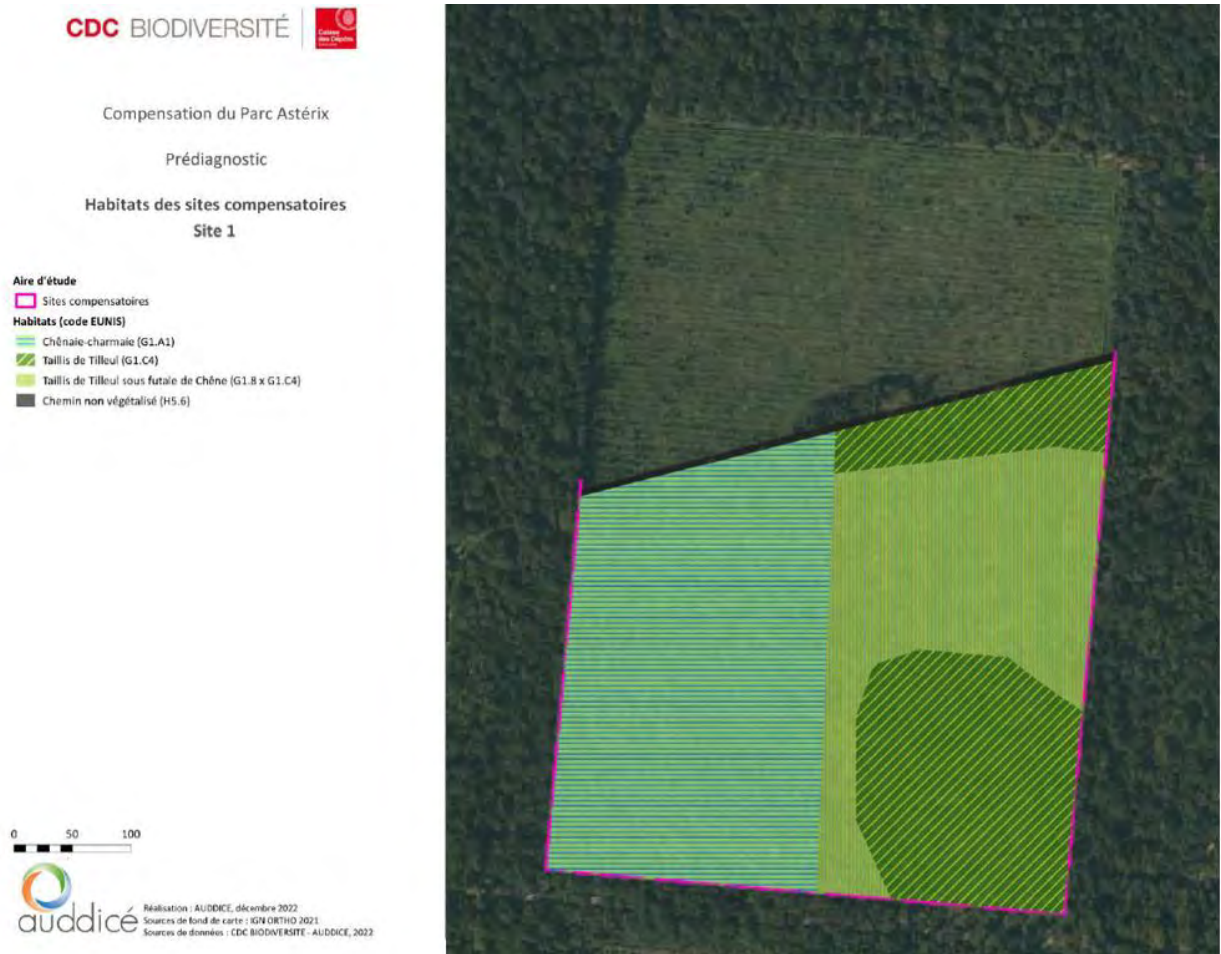 CDC BIODIVERSITÉ
Caisse
des Dépôts
Compensation du Parc Astérix
Prédiagnostic
Habitats des sites compensatoires
Site 1
Aire d'étude
Sites compensatoires
Habitats (code EUNIS)
Chênaie-charmaie (G1.A1)
Taillis de Tilleul (G1.C4)
Taillis de Tilleul sous futaie de Chêne (G1.8 x G1.C4)
Chemin non végétalisé (H5.6)
0 50 100
auddicé
Réalisation : AUDDICE, décembre 2022
Sources de fond de carte : IGN ORTHO 2021
Sources de données : CDC BIODIVERSITE - AUDDICE, 2022